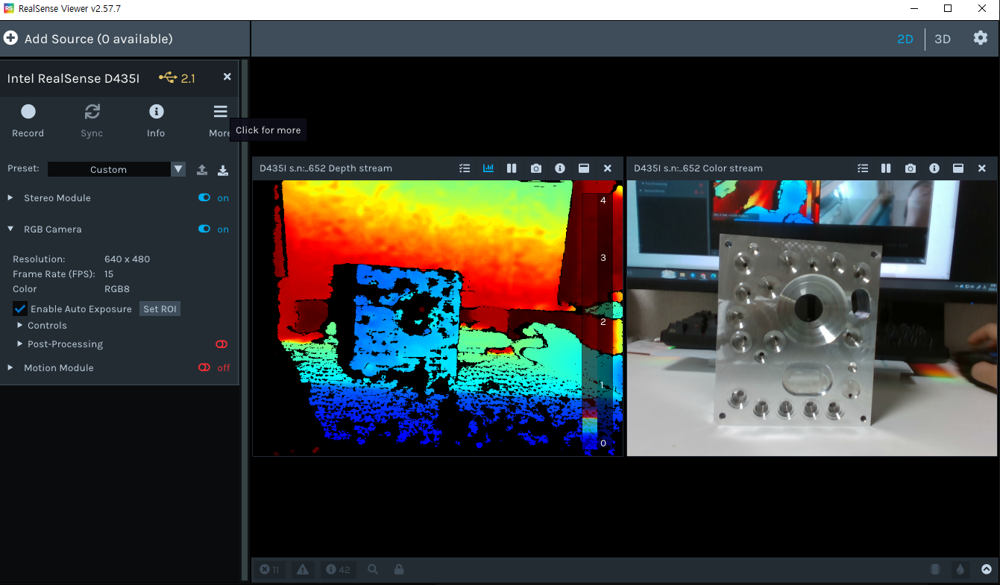 RS RealSense Viewer v2.57.7
Add Source (0 available)
2D 3D
Intel RealSense D435I 2.1
Record Sync Info More
Click for more
Preset: Custom
D435I s.n:..652 Depth stream
D435I s.n:..652 Color stream
Stereo Module on
RGB Camera on
Resolution: 640 x 480
Frame Rate (FPS): 15
Color RGB8
Enable Auto Exposure Set ROI
Controls
Post-Processing
Motion Module off
4
3
2
1
0
11 42